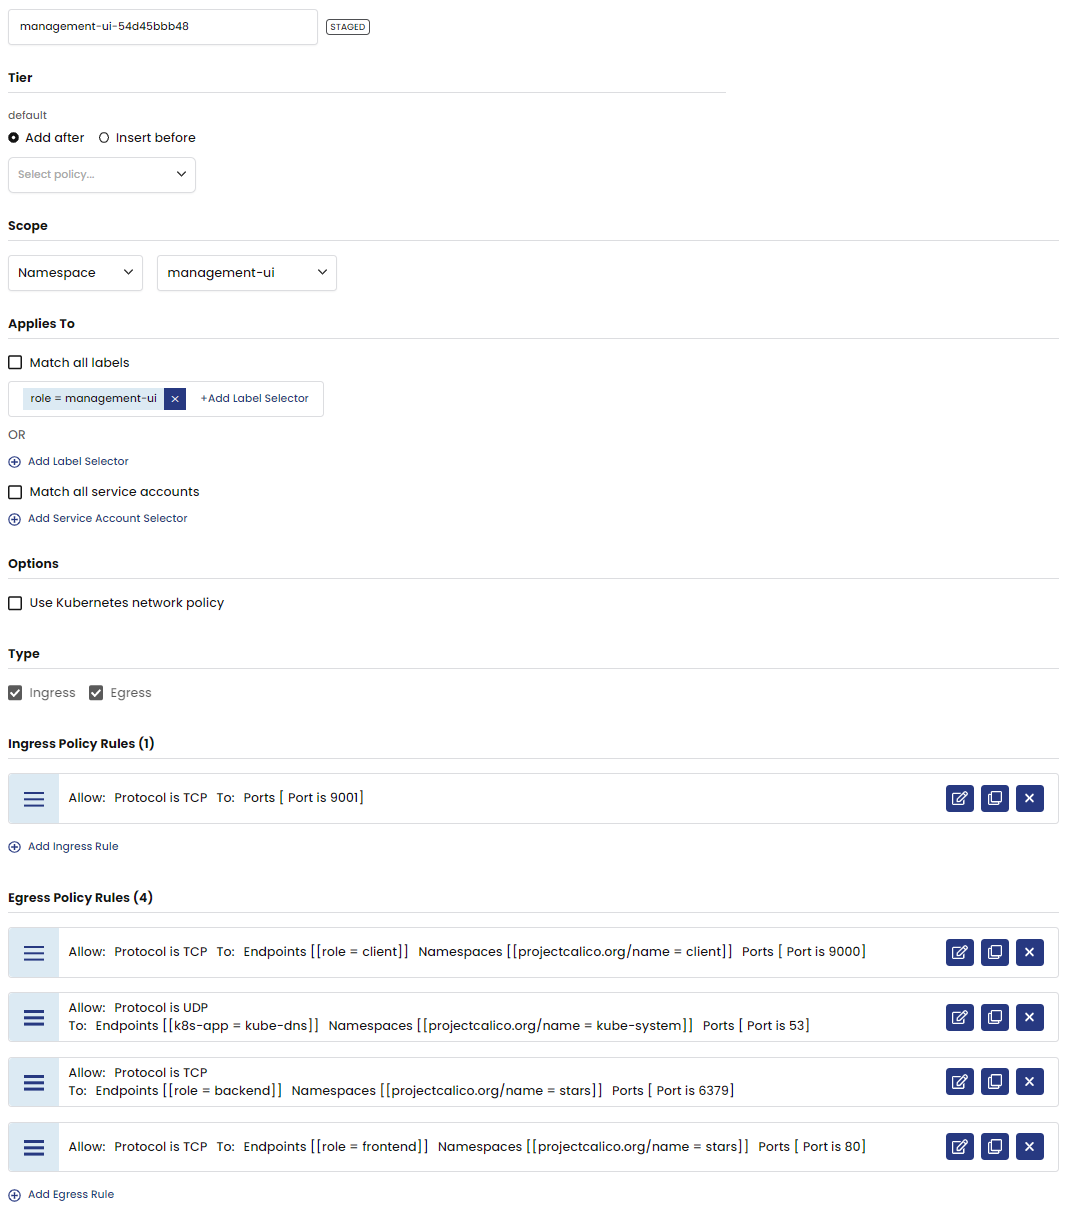 management-ui-54d45bbb48 STAGED
Tier
default
Add after Insert before
Select policy...
Scope
Namespace management-ui
Applies To
Match all labels
role = management-ui +Add Label Selector
OR
Add Label Selector
Match all service accounts
Add Service Account Selector
Options
Use Kubernetes network policy
Type
Ingress Egress
Ingress Policy Rules (1)
Allow: Protocol is TCP To: Ports [ Port is 9001]
Add Ingress Rule
Egress Policy Rules (4)
Allow: Protocol is TCP To: Endpoints [[role = client]] Namespaces [[projectcalico.org/name = client]] Ports [ Port is 9000]
Allow: Protocol is UDP
To: Endpoints [[k8s-app = kube-dns]] Namespaces [[projectcalico.org/name = kube-system]] Ports [ Port is 53]
Allow: Protocol is TCP
To: Endpoints [[role = backend]] Namespaces [[projectcalico.org/name = stars]] Ports [ Port is 6379]
Allow: Protocol is TCP To: Endpoints [[role = frontend]] Namespaces [[projectcalico.org/name = stars]] Ports [ Port is 80]
Add Egress Rule